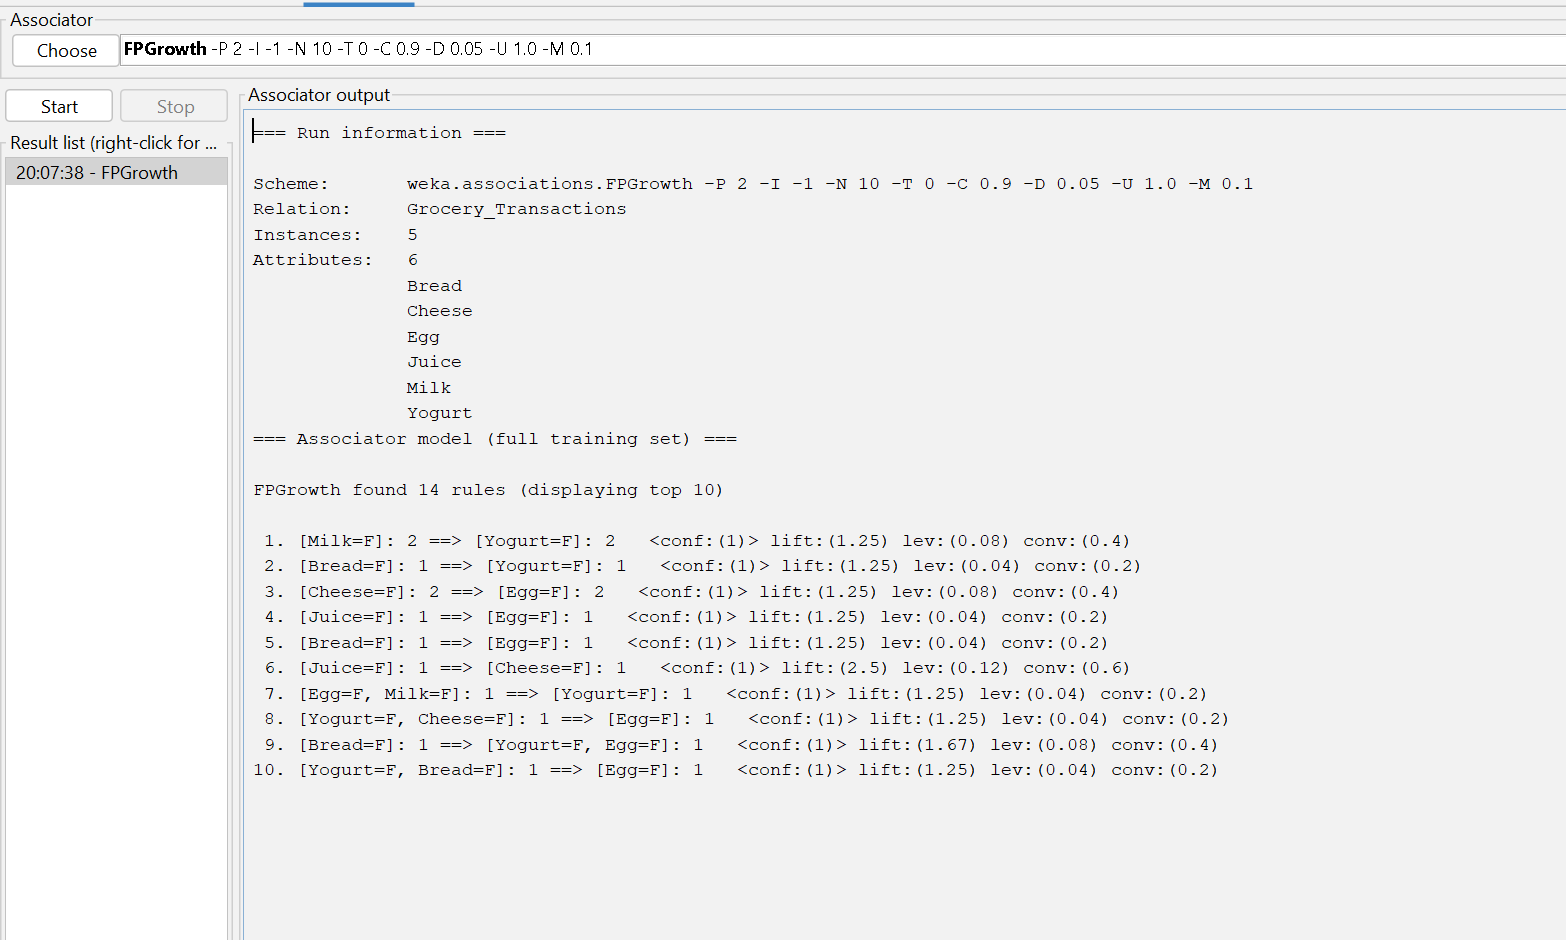 Associator
Choose FPGrowth -P 2 -I -1 -N 10 -T 0 -C 0.9 -D 0.05 -U 1.0 -M 0.1
Start Stop
Result list (right-click for ...
20:07:38 - FPGrowth
Associator output
=== Run information ===
Scheme: weka.associations.FPGrowth -P 2 -I -1 -N 10 -T 0 -C 0.9 -D 0.05 -U 1.0 -M 0.1
Relation: Grocery_Transactions
Instances: 5
Attributes: 6
Bread
Cheese
Egg
Juice
Milk
Yogurt
=== Associator model (full training set) ===
FPGrowth found 14 rules (displaying top 10)
1. [Milk=F]: 2 ==> [Yogurt=F]: 2 <conf:(1)> lift:(1.25) lev:(0.08) conv:(0.4)
2. [Bread=F]: 1 ==> [Yogurt=F]: 1 <conf:(1)> lift:(1.25) lev:(0.04) conv:(0.2)
3. [Cheese=F]: 2 ==> [Egg=F]: 2 <conf:(1)> lift:(1.25) lev:(0.08) conv:(0.4)
4. [Juice=F]: 1 ==> [Egg=F]: 1 <conf:(1)> lift:(1.25) lev:(0.04) conv:(0.2)
5. [Bread=F]: 1 ==> [Egg=F]: 1 <conf:(1)> lift:(1.25) lev:(0.04) conv:(0.2)
6. [Juice=F]: 1 ==> [Cheese=F]: 1 <conf:(1)> lift:(2.5) lev:(0.12) conv:(0.6)
7. [Egg=F, Milk=F]: 1 ==> [Yogurt=F]: 1 <conf:(1)> lift:(1.25) lev:(0.04) conv:(0.2)
8. [Yogurt=F, Cheese=F]: 1 ==> [Egg=F]: 1 <conf:(1)> lift:(1.25) lev:(0.04) conv:(0.2)
9. [Bread=F]: 1 ==> [Yogurt=F, Egg=F]: 1 <conf:(1)> lift:(1.67) lev:(0.08) conv:(0.4)
10. [Yogurt=F, Bread=F]: 1 ==> [Egg=F]: 1 <conf:(1)> lift:(1.25) lev:(0.04) conv:(0.2)